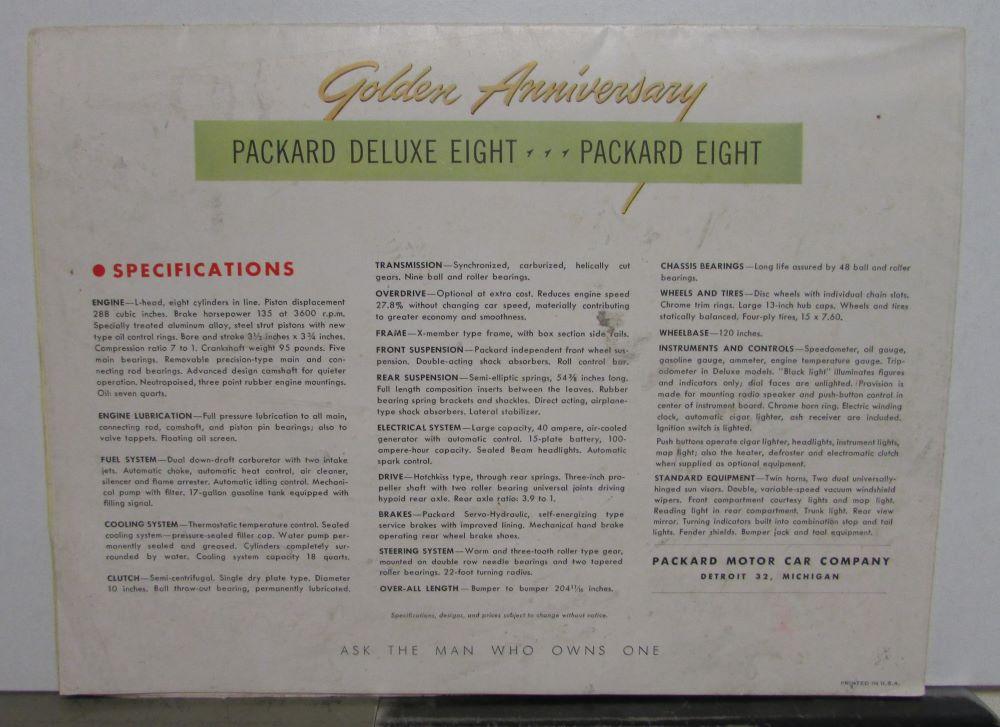 Golden Anniversary
PACKARD DELUXE EIGHT PACKARD EIGHT
● SPECIFICATIONS
ENGINE—L-head, eight cylinders in line. Piston displacement
288 cubic inches. Brake horsepower 135 at 3600 r.p.m.
Specially treated aluminum alloy, steel strut pistons with new
type oil control rings. Bore and stroke 3½ inches x 3¾ inches.
Compression ratio 7 to 1. Crankshaft weight 95 pounds. Five
main bearings. Removable precision-type main and con-
necting rod bearings. Advanced design camshaft for quieter
operation. Neutropoised, three point rubber engine mountings.
Oil: seven quarts.
ENGINE LUBRICATION—Full pressure lubrication to all main,
connecting rod, camshaft, and piston pin bearings; also to
valve tappets. Floating oil screen.
FUEL SYSTEM—Dual down-draft carburetor with two intake
jets. Automatic choke, automatic heat control, air cleaner,
silencer and flame arrester. Automatic idling control. Mechani-
cal pump with filter, 17-gallon gasoline tank equipped with
filling signal.
COOLING SYSTEM—Thermostatic temperature control. Sealed
cooling system—pressure-sealed filler cap. Water pump per-
manently sealed and greased. Cylinders completely sur-
rounded by water. Cooling system capacity 18 quarts.
CLUTCH—Semi-centrifugal. Single dry plate type. Diameter
10 inches. Ball throw-out bearing, permanently lubricated.
TRANSMISSION—Synchronized, carburized, helically cut
gears. Nine ball and roller bearings.
OVERDRIVE—Optional at extra cost. Reduces engine speed
27.8% without changing car speed, materially contributing
to greater economy and smoothness.
FRAME—X-member type frame, with box section side rails.
FRONT SUSPENSION—Packard independent front wheel sus-
pension. Double-acting shock absorbers. Roll control bar.
REAR SUSPENSION—Semi-elliptic springs, 54⅜ inches long.
Full length composition inserts between the leaves. Rubber
bearing spring brackets and shackles. Direct acting, airplane-
type shock absorbers. Lateral stabilizer.
ELECTRICAL SYSTEM—Large capacity, 40 ampere, air-cooled
generator with automatic control. 15-plate battery, 100-
ampere-hour capacity. Sealed Beam headlights. Automatic
spark control.
DRIVE—Hotchkiss type, through rear springs. Three-inch pro-
peller shaft with two roller bearing universal joints driving
hypoid rear axle. Rear axle ratio: 3.9 to 1.
BRAKES—Packard Servo-Hydraulic, self-energizing type
service brakes with improved lining. Mechanical hand brake
operating rear wheel brake shoes.
STEERING SYSTEM—Worm and three-tooth roller type gear,
mounted on double row needle bearings and two tapered
roller bearings. 22-foot turning radius.
OVER-ALL LENGTH—Bumper to bumper 204 11/16 inches.
CHASSIS BEARINGS—Long life assured by 48 ball and roller
bearings.
WHEELS AND TIRES—Disc wheels with individual chain slots.
Chrome trim rings. Large 13-inch hub caps. Wheels and tires
statically balanced. Four-ply tires, 15 x 7.60.
WHEELBASE—120 inches.
INSTRUMENTS AND CONTROLS—Speedometer, oil gauge,
gasoline gauge, ammeter, engine temperature gauge. Trip-
odometer in Deluxe models. "Black light" illuminates figures
and indicators only; dial faces are unlighted. Provision is
made for mounting radio speaker and push-button control in
center of instrument board. Chrome horn ring. Electric winding
clock, automatic cigar lighter, ash receiver are included.
Ignition switch is lighted.
Push buttons operate cigar lighter, headlights, instrument lights,
map light; also the heater, defroster and electromatic clutch
when supplied as optional equipment.
STANDARD EQUIPMENT—Twin horns, Two dual universally-
hinged sun visors. Double, variable-speed vacuum windshield
wipers. Front compartment courtesy lights and map light.
Reading light in rear compartment. Trunk light. Rear view
mirror. Turning indicators built into combination stop and tail
lights. Fender shields. Bumper jack and tool equipment.
PACKARD MOTOR CAR COMPANY
DETROIT 32, MICHIGAN
Specifications, designs, and prices subject to change without notice.
ASK THE MAN WHO OWNS ONE
PRINTED IN U.S.A.